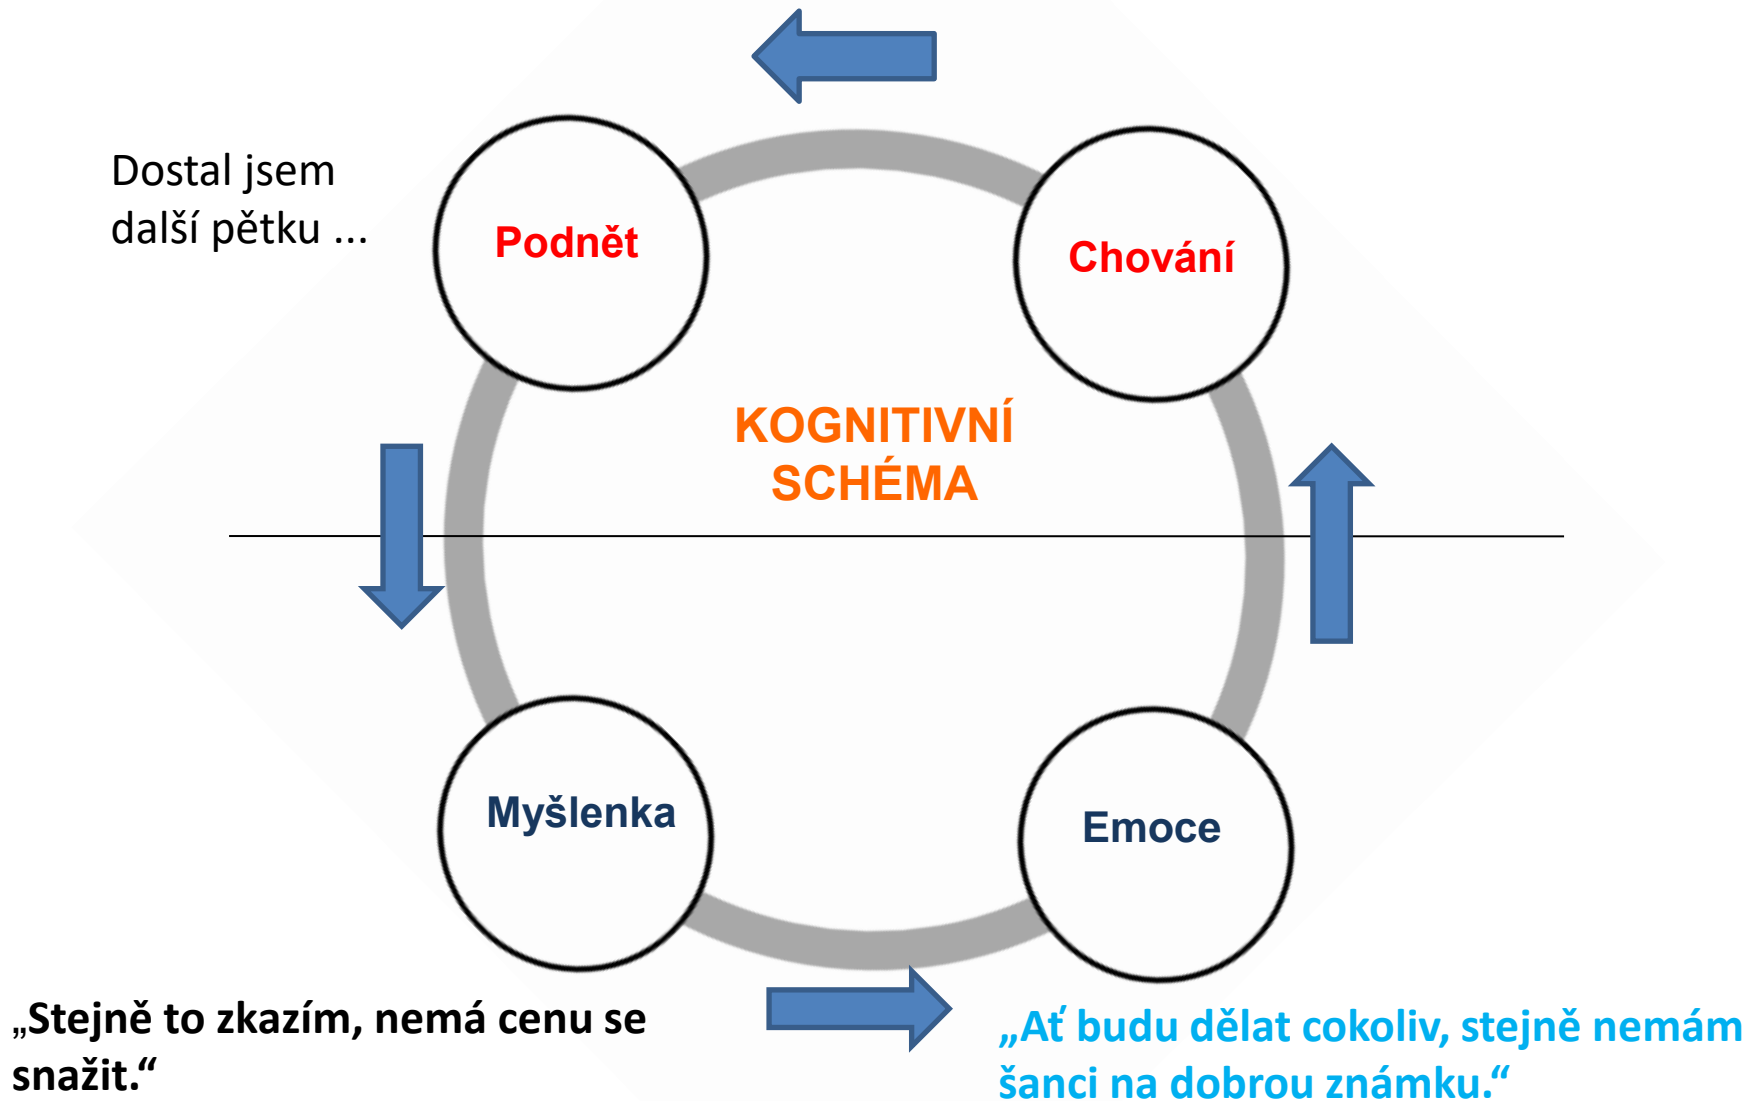 Dostal jsem
další pětku ...
Podnět
Chování
KOGNITIVNÍ
SCHÉMA
Myšlenka
Emoce
„Stejně to zkazím, nemá cenu se
snažit.“
„Ať budu dělat cokoliv, stejně nemám
šanci na dobrou známku.“